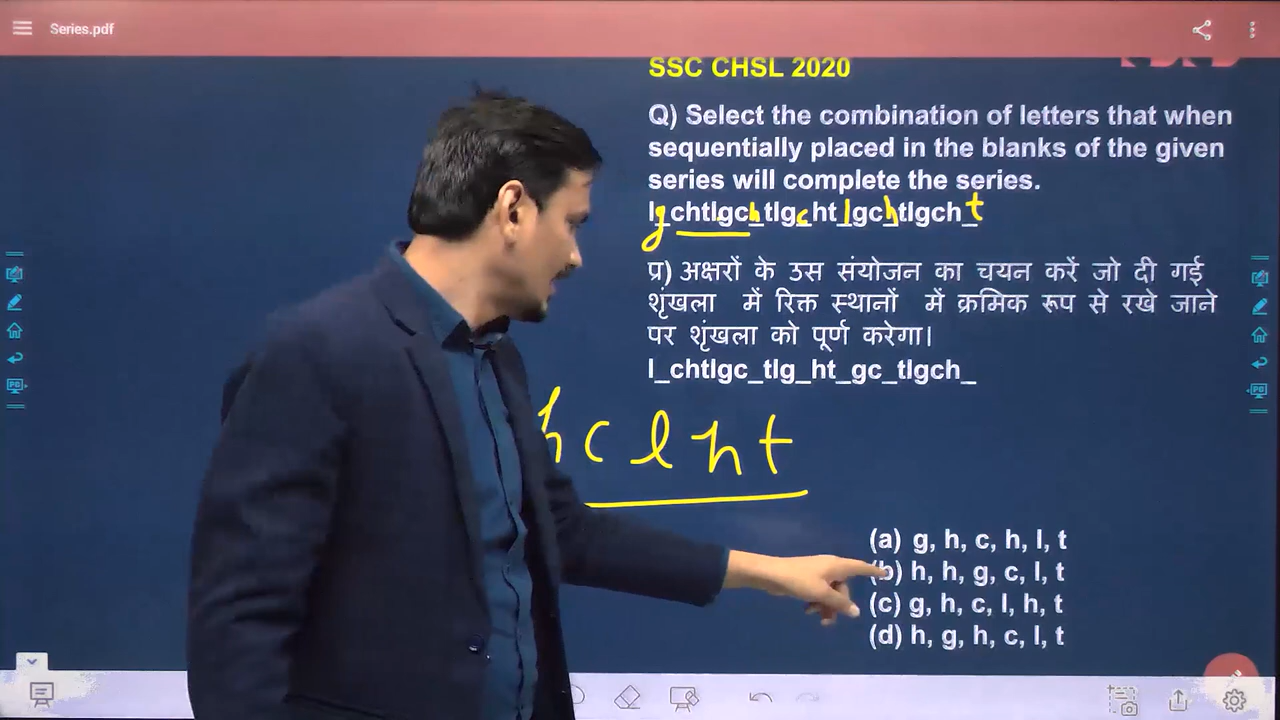 Series.pdf
SSC CHSL 2020
Q) Select the combination of letters that when
sequentially placed in the blanks of the given
series will complete the series.
l_chtlgc_tlg_ht_gc_tlgch_
g h c l h t
प्र) अक्षरों के उस संयोजन का चयन करें जो दी गई
शृंखला में रिक्त स्थानों में क्रमिक रूप से रखे जाने
पर शृंखला को पूर्ण करेगा।
l_chtlgc_tlg_ht_gc_tlgch_
h c l h t
(a) g, h, c, h, l, t
(b) h, h, g, c, l, t
(c) g, h, c, l, h, t
(d) h, g, h, c, l, t